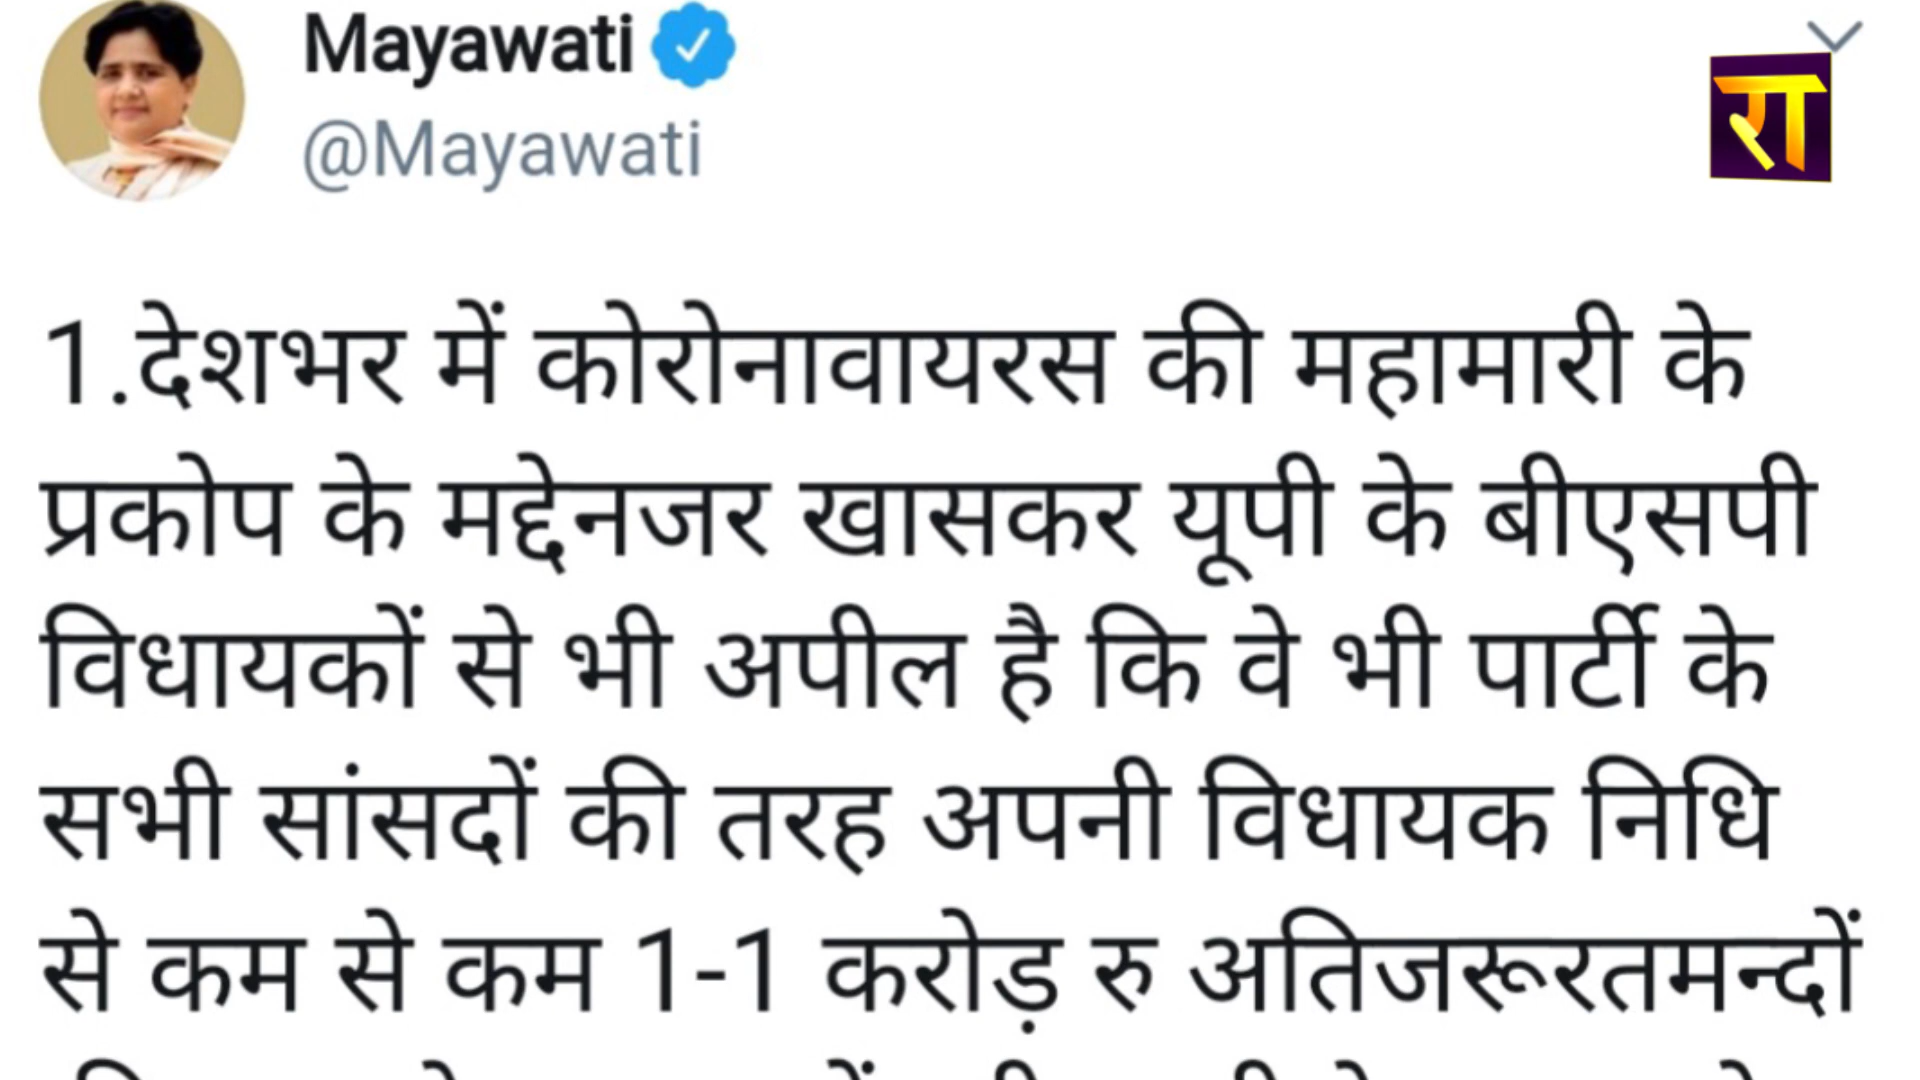 Mayawati
@Mayawati
रा
1.देशभर में कोरोनावायरस की महामारी के
प्रकोप के मद्देनजर खासकर यूपी के बीएसपी
विधायकों से भी अपील है कि वे भी पार्टी के
सभी सांसदों की तरह अपनी विधायक निधि
से कम से कम 1-1 करोड़ रु अतिजरूरतमन्दों